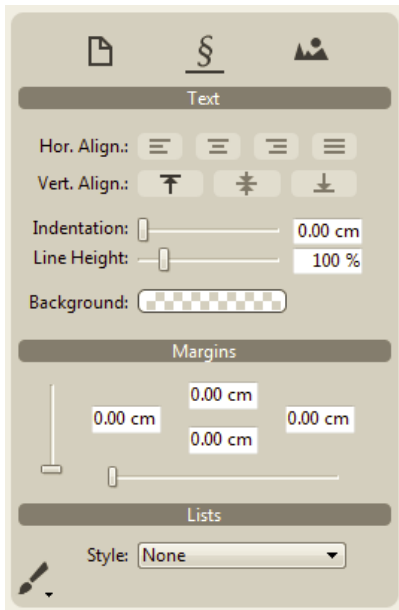 §
Text
Hor. Align.:
Vert. Align.:
Indentation: 0.00 cm
Line Height: 100 %
Background:
Margins
0.00 cm
0.00 cm 0.00 cm
0.00 cm
Lists
Style: None